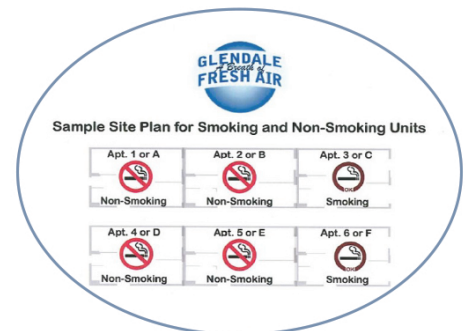 GLENDALE
A Breath of
FRESH AIR
Sample Site Plan for Smoking and Non-Smoking Units
Apt. 1 or A Apt. 2 or B Apt. 3 or C
OK
Non-Smoking Non-Smoking Smoking
Apt. 4 or D Apt. 5 or E Apt. 6 or F
OK
Non-Smoking Non-Smoking Smoking